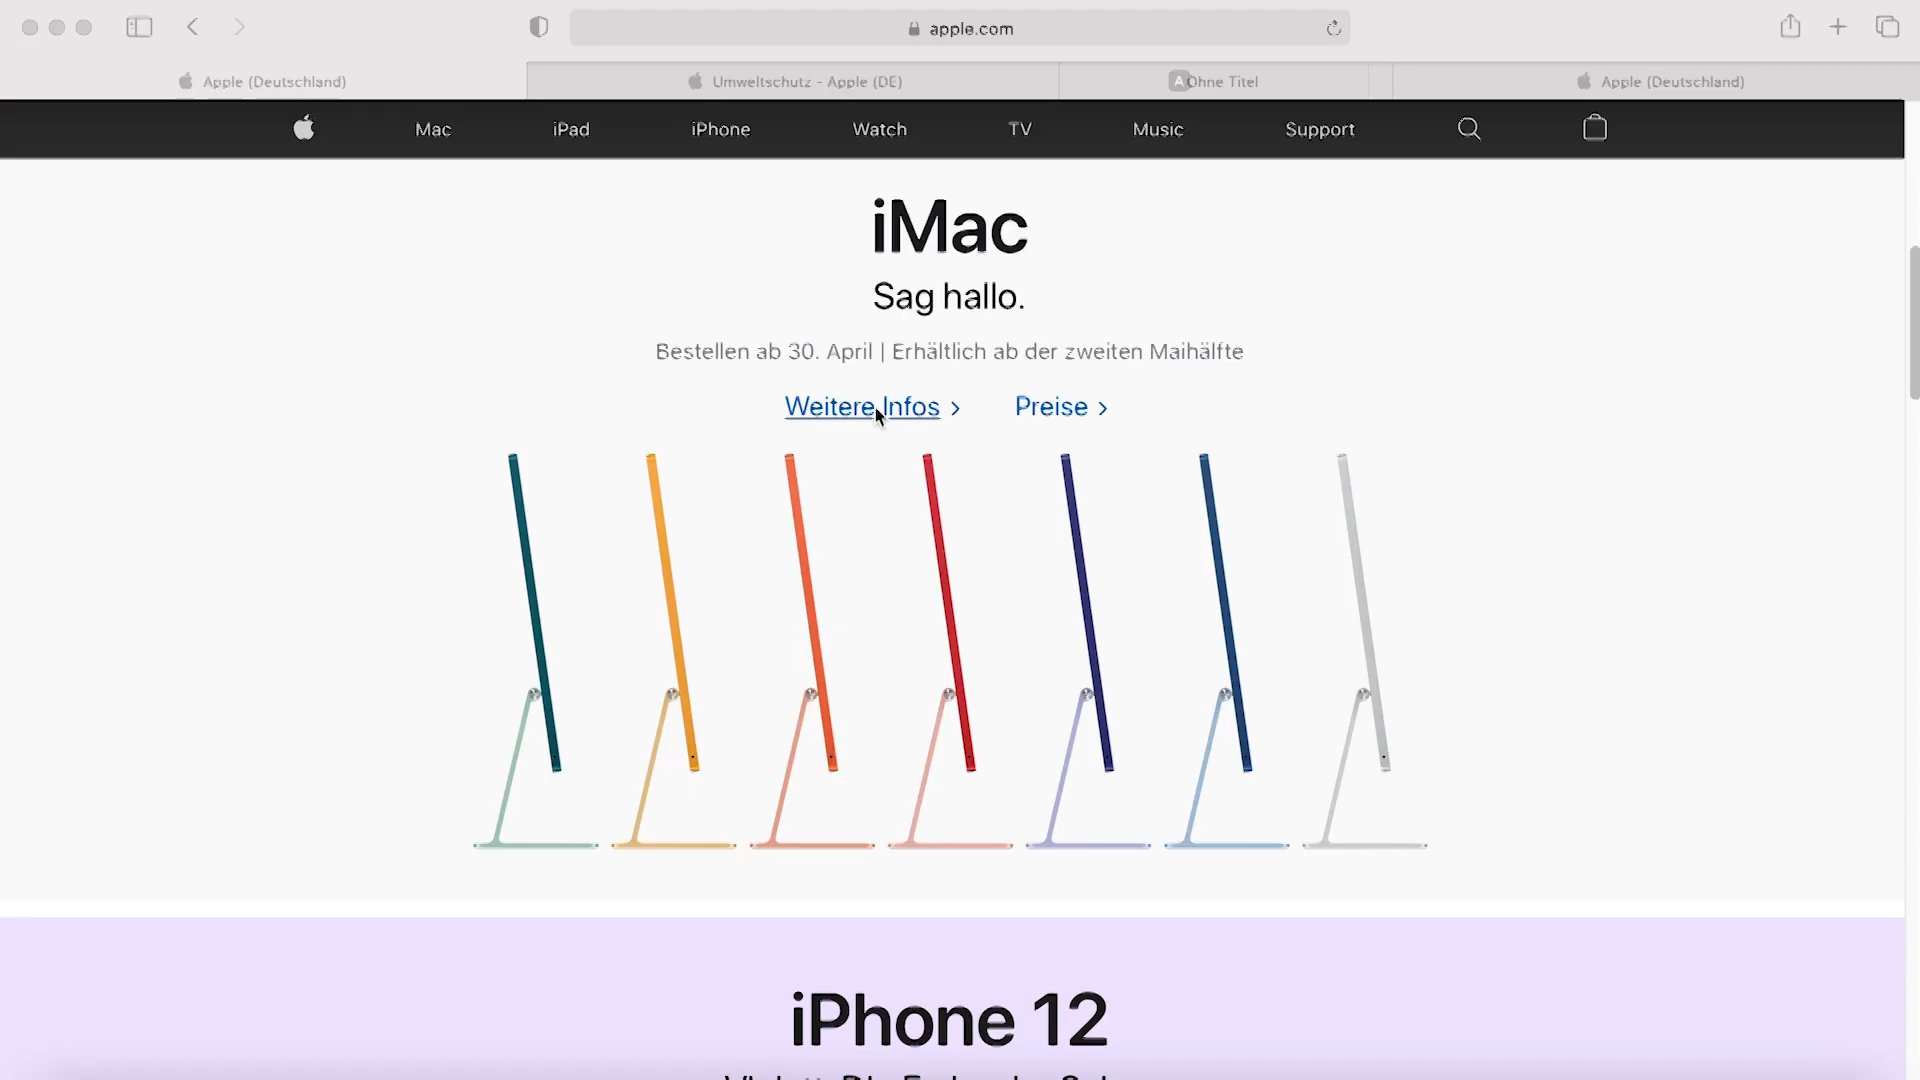 apple.com
Apple (Deutschland)
Umweltschutz - Apple (DE)
A Ohne Titel
Apple (Deutschland)
Mac iPad iPhone Watch TV Music Support
iMac
Sag hallo.
Bestellen ab 30. April | Erhältlich ab der zweiten Maihälfte
Weitere Infos > Preise >
iPhone 12